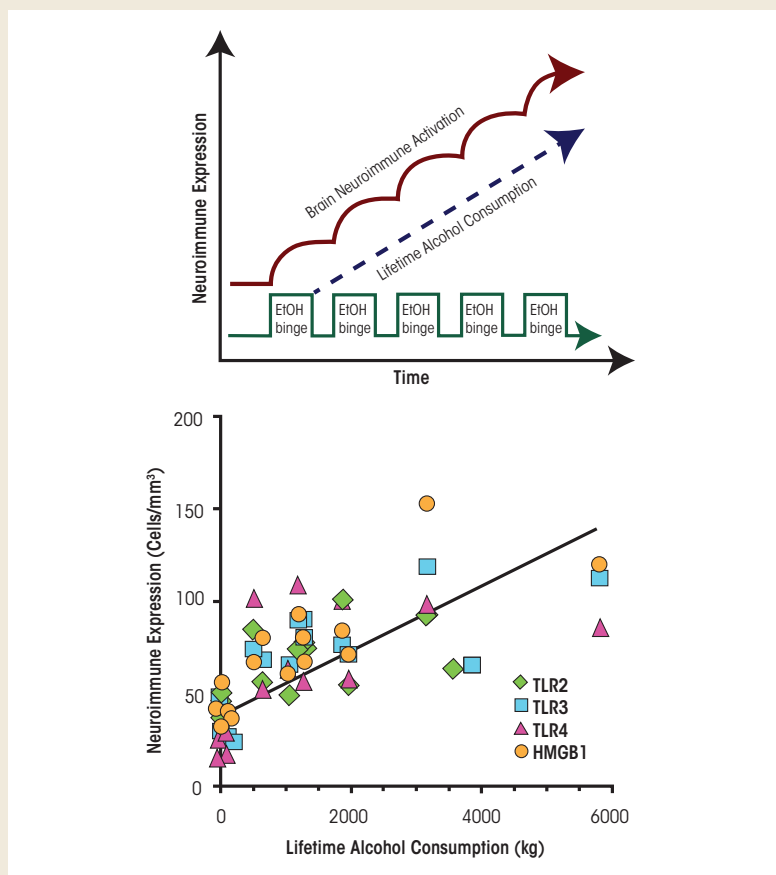 Neuroimmune Expression
Brain Neuroimmune Activation
Lifetime Alcohol Consumption
EtOH
binge
EtOH
binge
EtOH
binge
EtOH
binge
EtOH
binge
Time
Neuroimmune Expression (Cells/mm³)
200
150
100
50
0
TLR2
TLR3
TLR4
HMGB1
0 2000 4000 6000
Lifetime Alcohol Consumption (kg)